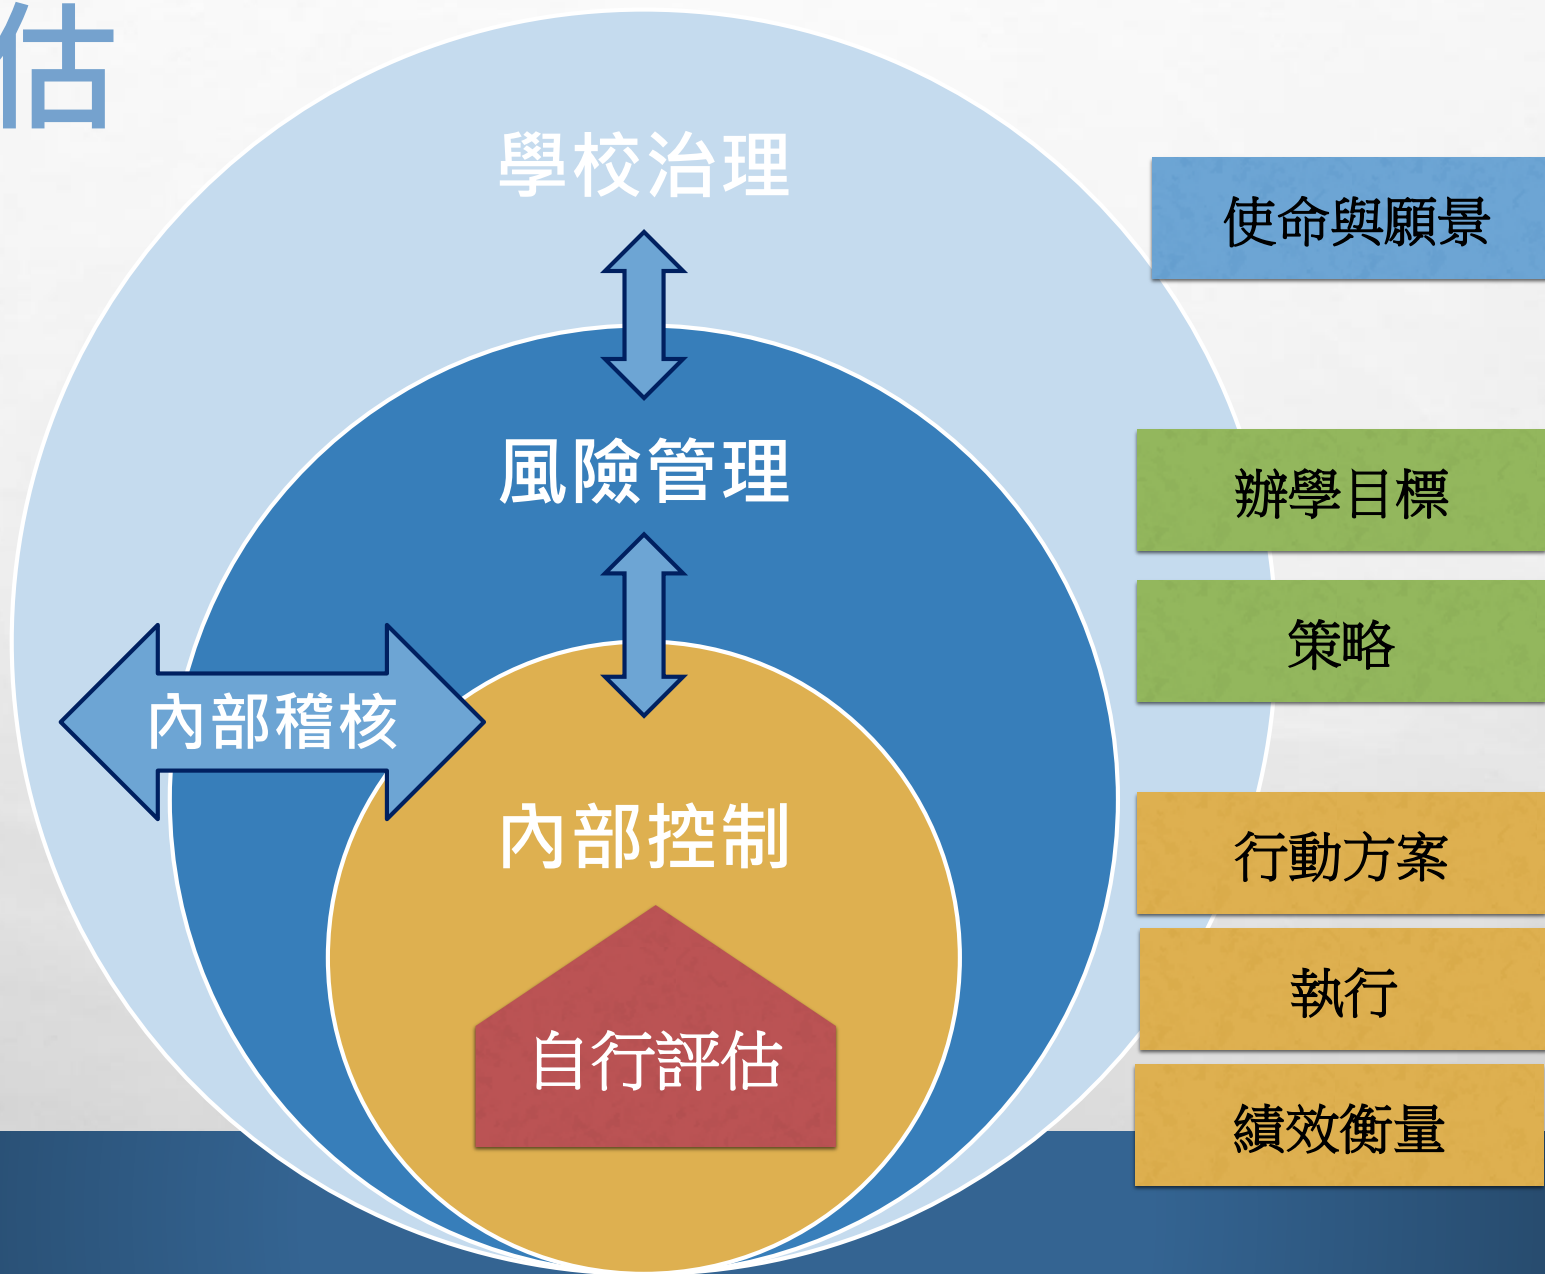 估
學校治理
使命與願景
風險管理
辦學目標
策略
內部稽核
內部控制
行動方案
執行
自行評估
績效衡量